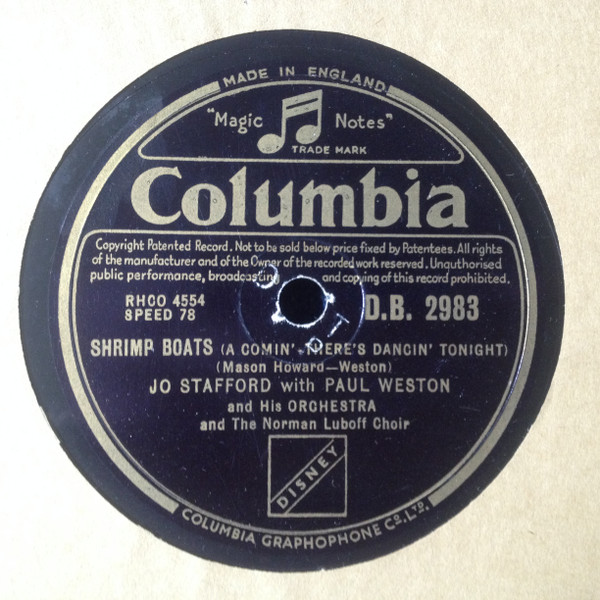 MADE IN ENGLAND
"Magic Notes"
TRADE MARK
Columbia
Copyright Patented Record. Not to be sold below price fixed by Patentees. All rights
of the manufacturer and of the Owner of the recorded work reserved. Unauthorised
public performance, broadcasting and copying of this record prohibited.
RHCO 4554
SPEED 78
D.B. 2983
SHRIMP BOATS (A COMIN'-THERE'S DANCIN' TONIGHT)
(Mason Howard—Weston)
JO STAFFORD with PAUL WESTON
and His ORCHESTRA
and The Norman Luboff Choir
DISNEY
COLUMBIA GRAPHOPHONE CO. LTD.